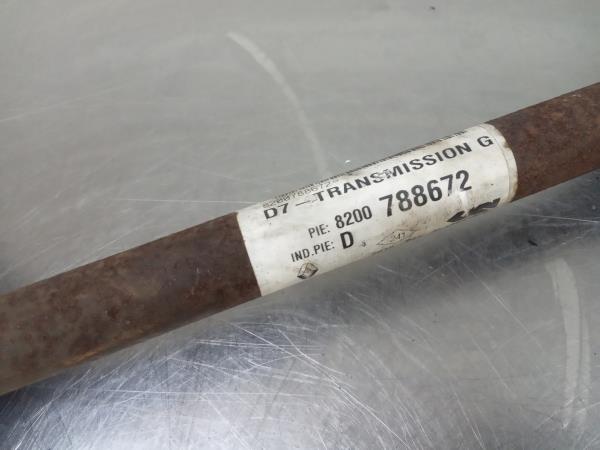 D7-TRANSMISSION G
PIE: 8200 788672
IND.PIE: D